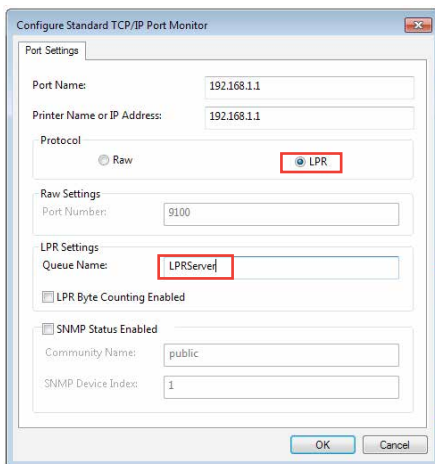 Configure Standard TCP/IP Port Monitor
Port Settings
Port Name: 192.168.1.1
Printer Name or IP Address: 192.168.1.1
Protocol
Raw LPR
Raw Settings
Port Number: 9100
LPR Settings
Queue Name: LPRServer
LPR Byte Counting Enabled
SNMP Status Enabled
Community Name: public
SNMP Device Index: 1
OK Cancel